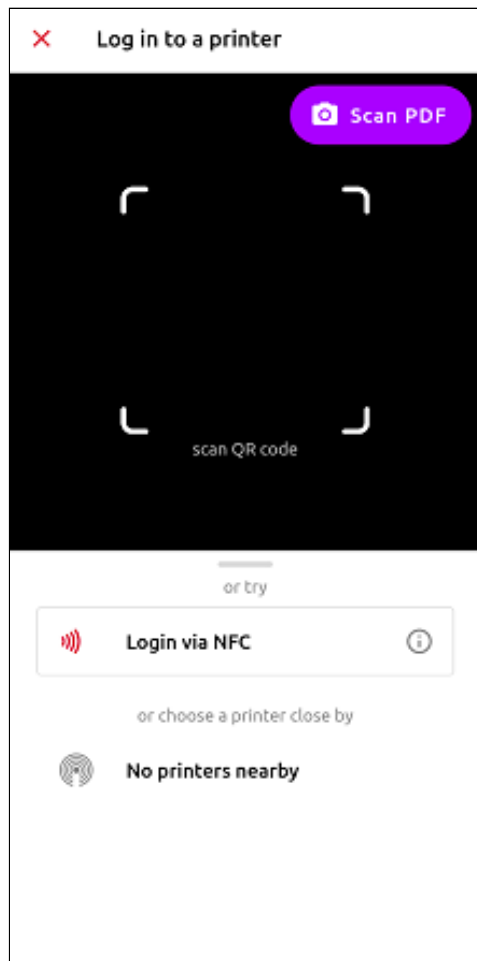 Log in to a printer
Scan PDF
scan QR code
or try
Login via NFC
or choose a printer close by
No printers nearby